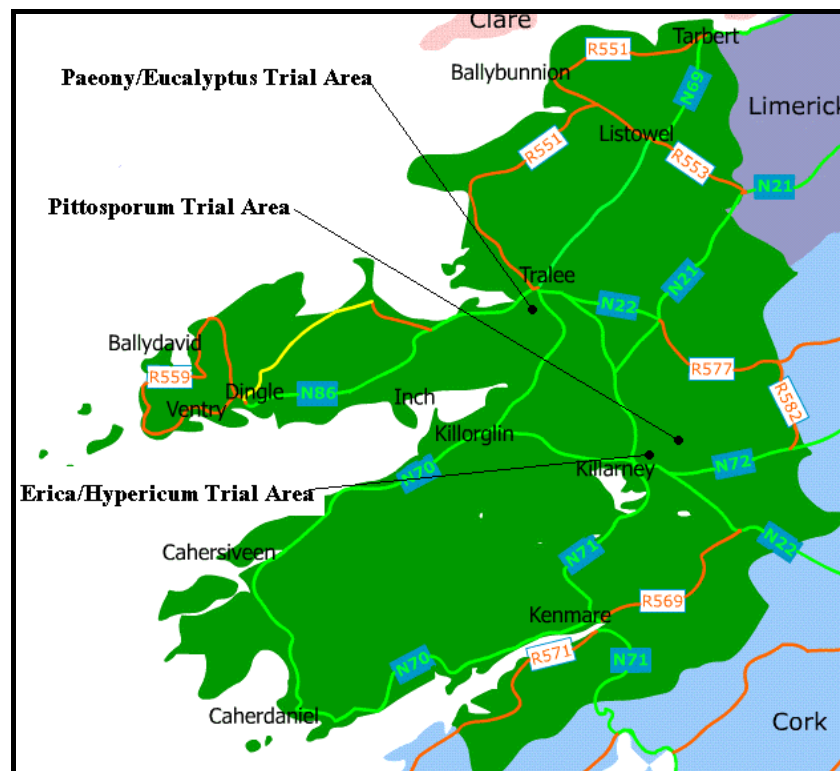 Clare
Tarbert
R551
Paeony/Eucalyptus Trial Area
Ballybunnion
N69
Limerick
Listowel
R551
R553
N21
Pittosporum Trial Area
Tralee
N21
N22
Ballydavid
R577
R559
Dingle
N86
Inch
Ventry
R582
Killorglin
Killarney
N72
N70
Erica/Hypericum Trial Area
Cahersiveen
N71
N22
R569
Kenmare
R571
N71
N70
Caherdaniel
Cork